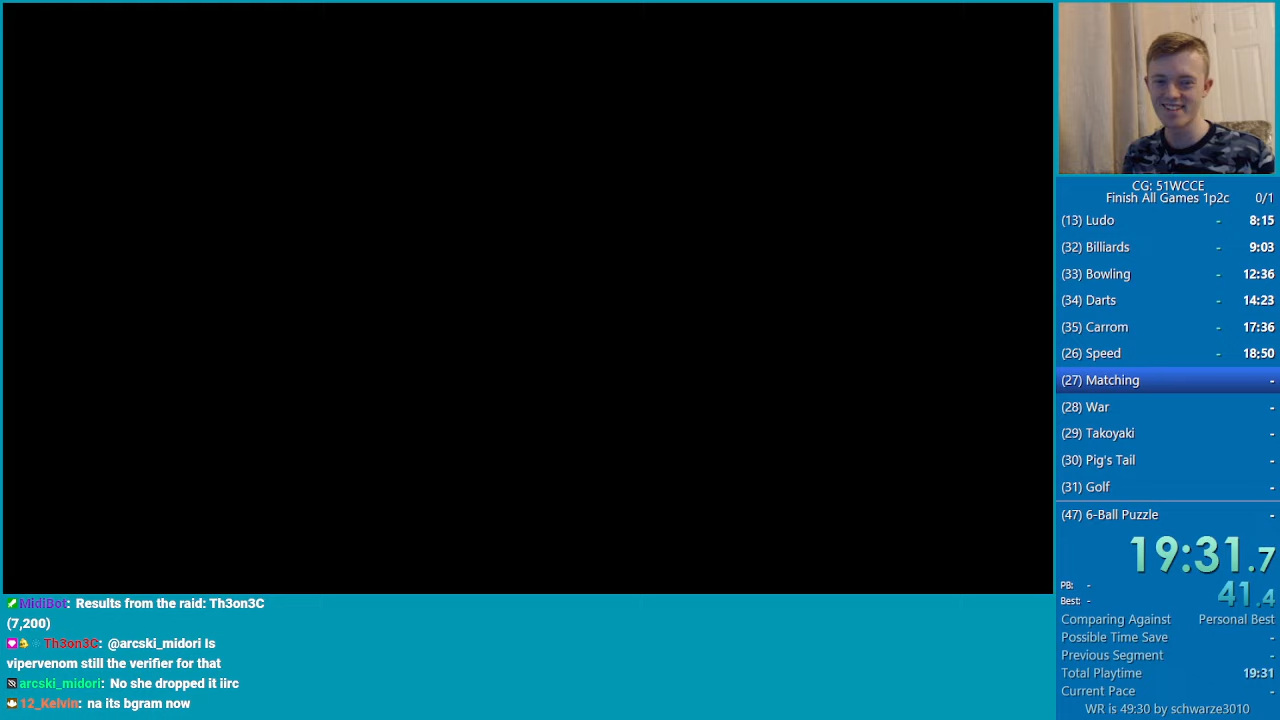 CG: 51WCCE
Finish All Games 1p2c 0/1
(13) Ludo - 8:15
(32) Billiards - 9:03
(33) Bowling - 12:36
(34) Darts - 14:23
(35) Carrom - 17:36
(26) Speed - 18:50
(27) Matching -
(28) War -
(29) Takoyaki -
(30) Pig's Tail -
(31) Golf -
(47) 6-Ball Puzzle -
19:31.7
PB: -
Best: - 41.4
Comparing Against Personal Best
Possible Time Save -
Previous Segment -
Total Playtime 19:31
Current Pace -
WR is 49:30 by schwarze3010
MidiBot: Results from the raid: Th3on3C
(7,200)
Th3on3C: @arcski_midori Is
vipervenom still the verifier for that
arcski_midori: No she dropped it iirc
12_Kelvin: na its bgram now